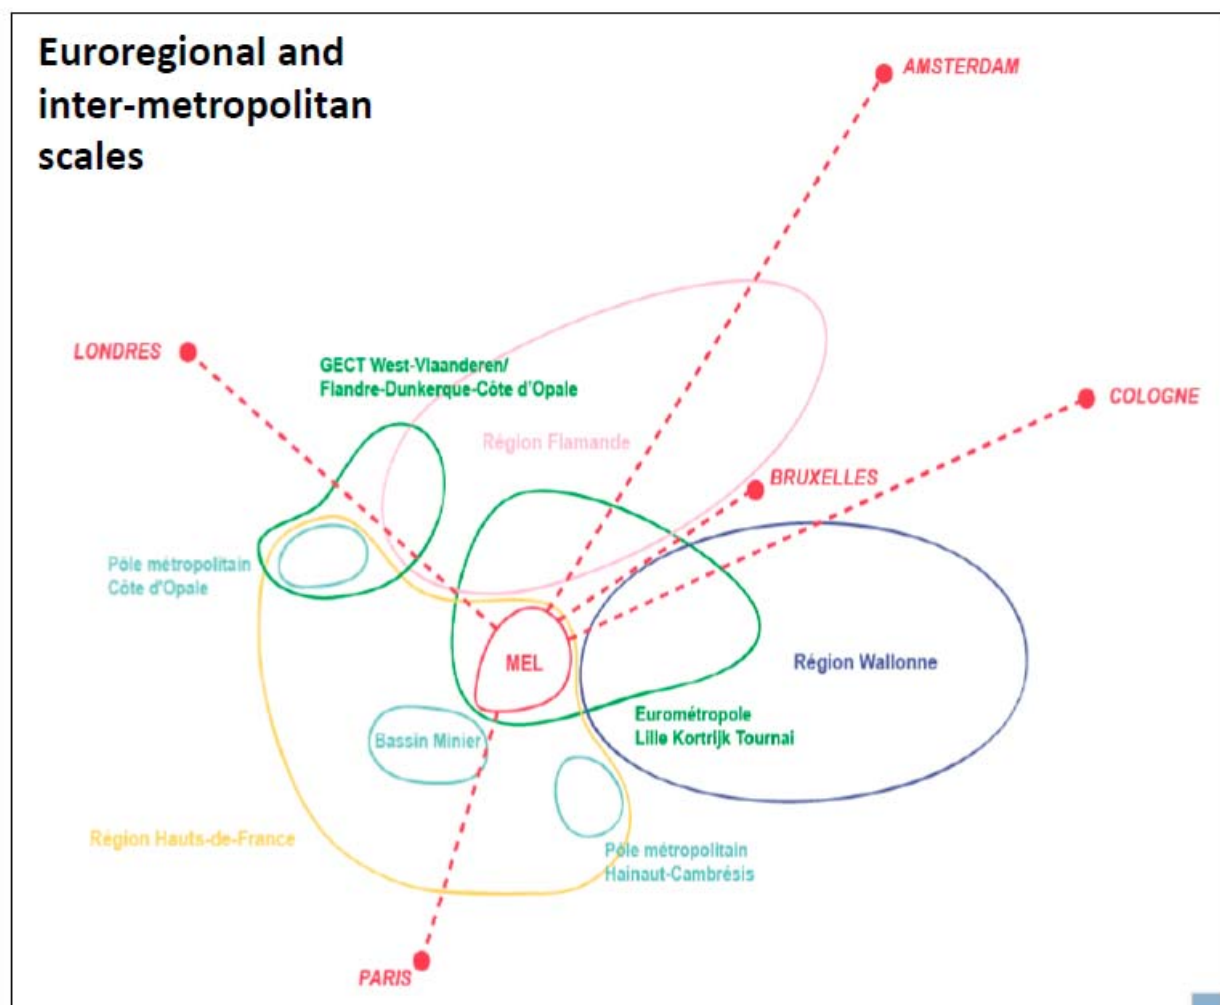 Euroregional and
inter-metropolitan
scales
AMSTERDAM
LONDRES
GECT West-Vlaanderen/
Flandre-Dunkerque-Côte d'Opale
COLOGNE
Région Flamande
BRUXELLES
Pôle métropolitain
Côte d'Opale
MEL
Région Wallonne
Eurométropole
Lille Kortrijk Tournai
Bassin Minier
Région Hauts-de-France
Pôle métropolitain
Hainaut-Cambrésis
PARIS